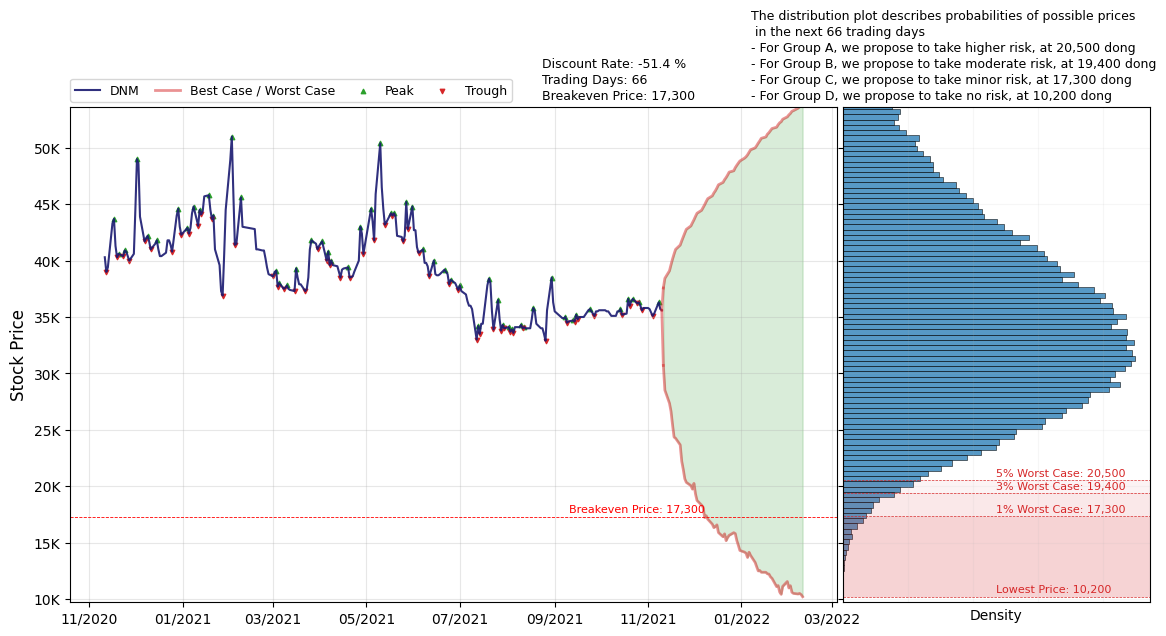 The distribution plot describes probabilities of possible prices
in the next 66 trading days
- For Group A, we propose to take higher risk, at 20,500 dong
- For Group B, we propose to take moderate risk, at 19,400 dong
- For Group C, we propose to take minor risk, at 17,300 dong
- For Group D, we propose to take no risk, at 10,200 dong
Discount Rate: -51.4 %
Trading Days: 66
Breakeven Price: 17,300
DNM
Best Case / Worst Case
Peak
Trough
Stock Price
50K
45K
40K
35K
30K
25K
20K
15K
10K
Breakeven Price: 17,300
5% Worst Case: 20,500
3% Worst Case: 19,400
1% Worst Case: 17,300
Lowest Price: 10,200
11/2020
01/2021
03/2021
05/2021
07/2021
09/2021
11/2021
01/2022
03/2022
Density